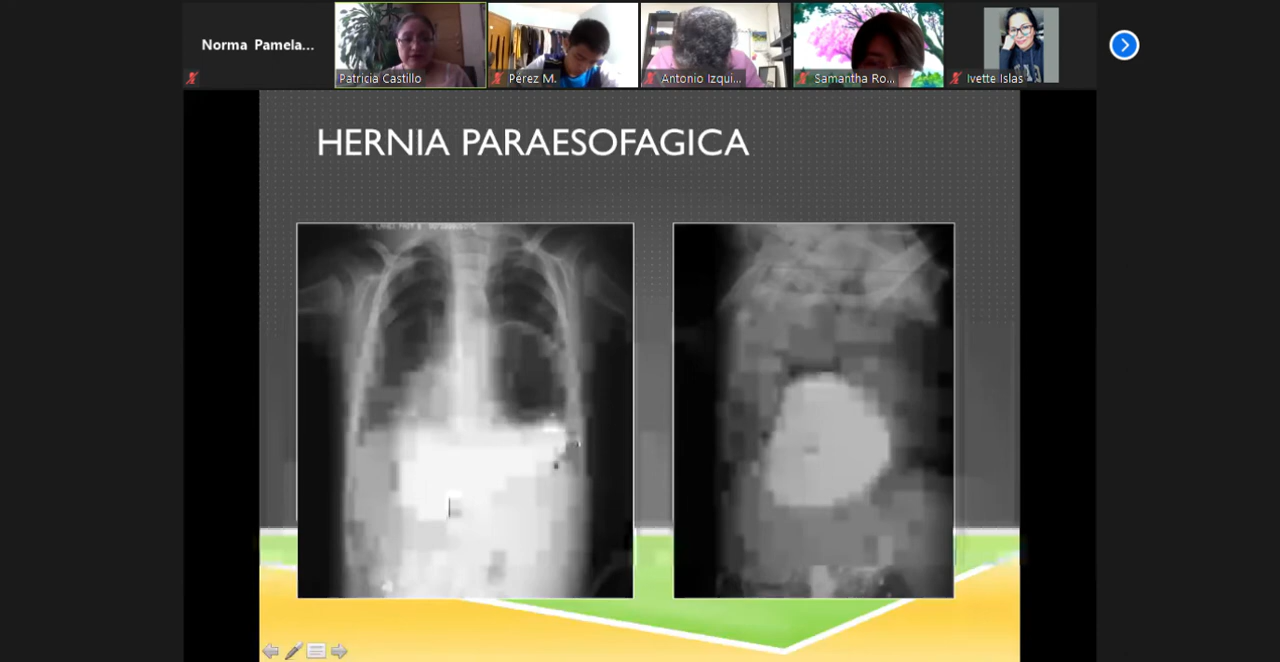 Norma Pamela...
Patricia Castillo
Pérez M.
Antonio Izqui...
Samantha Ro...
Ivette Islas
HERNIA PARAESOFAGICA